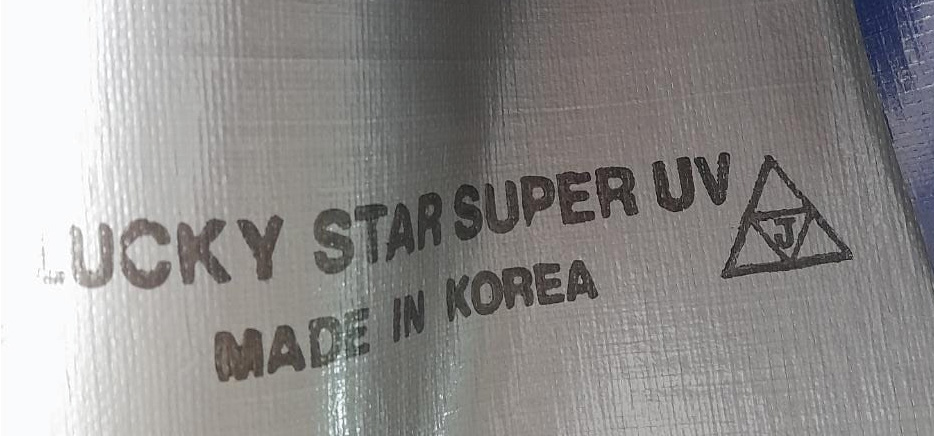 LUCKY STAR SUPER UV J
MADE IN KOREA